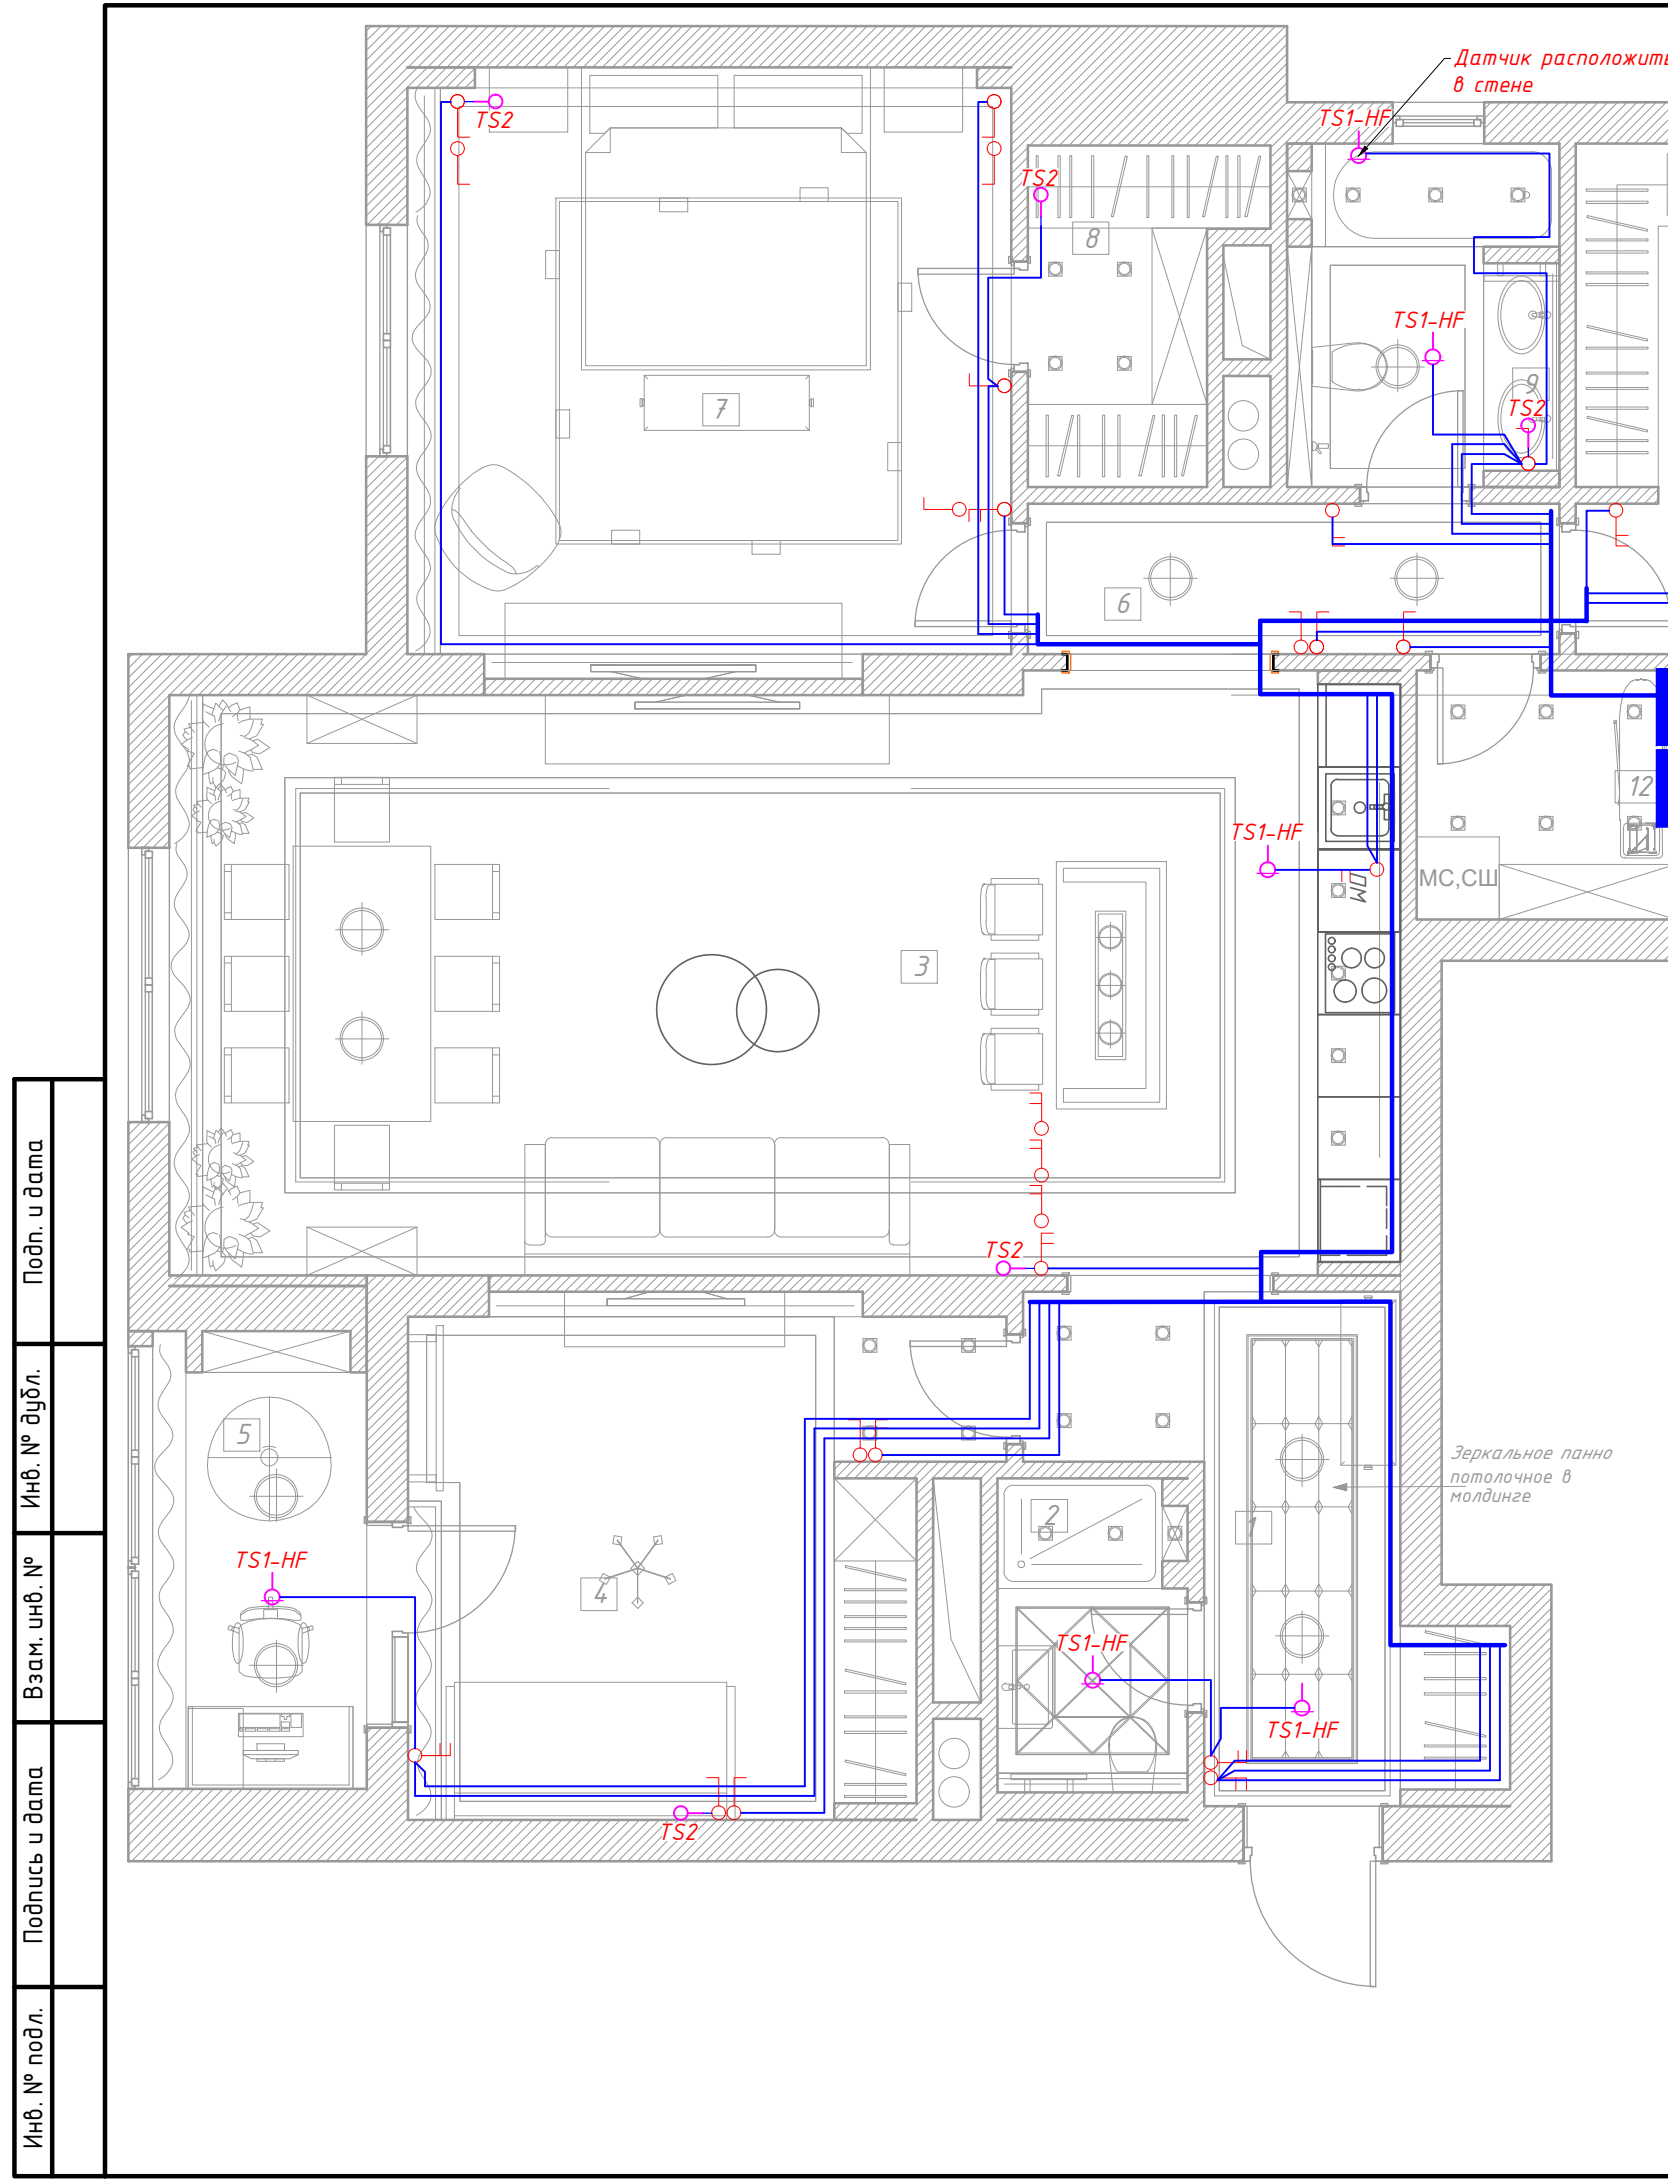 Датчик расположить
в стене
TS1-HF
TS2
TS2
8
TS1-HF
9
TS2
7
6
12
TS1-HF
МС,СШ
ПМ
3
TS2
5
Зеркальное панно
потолочное в
молдинге
2
1
TS1-HF
4
TS1-HF
TS1-HF
TS2
Подп. и дата
Инв. № дубл.
Взам. инв. №
Подпись и дата
Инв. № подл.